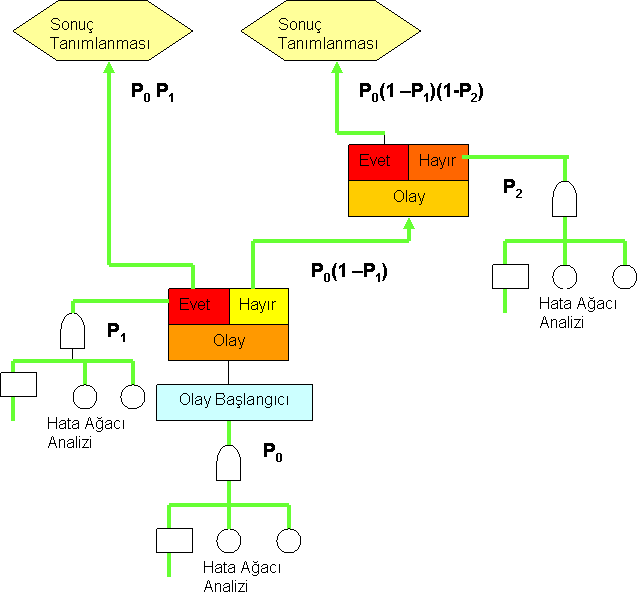 Sonuç
Tanımlanması
Sonuç
Tanımlanması
P0 P1
P0(1 –P1)(1-P2)
Evet
Hayır
Olay
P2
P0(1 –P1)
Hata Ağacı
Analizi
Evet
Hayır
Olay
P1
Olay Başlangıcı
Hata Ağacı
Analizi
P0
Hata Ağacı
Analizi